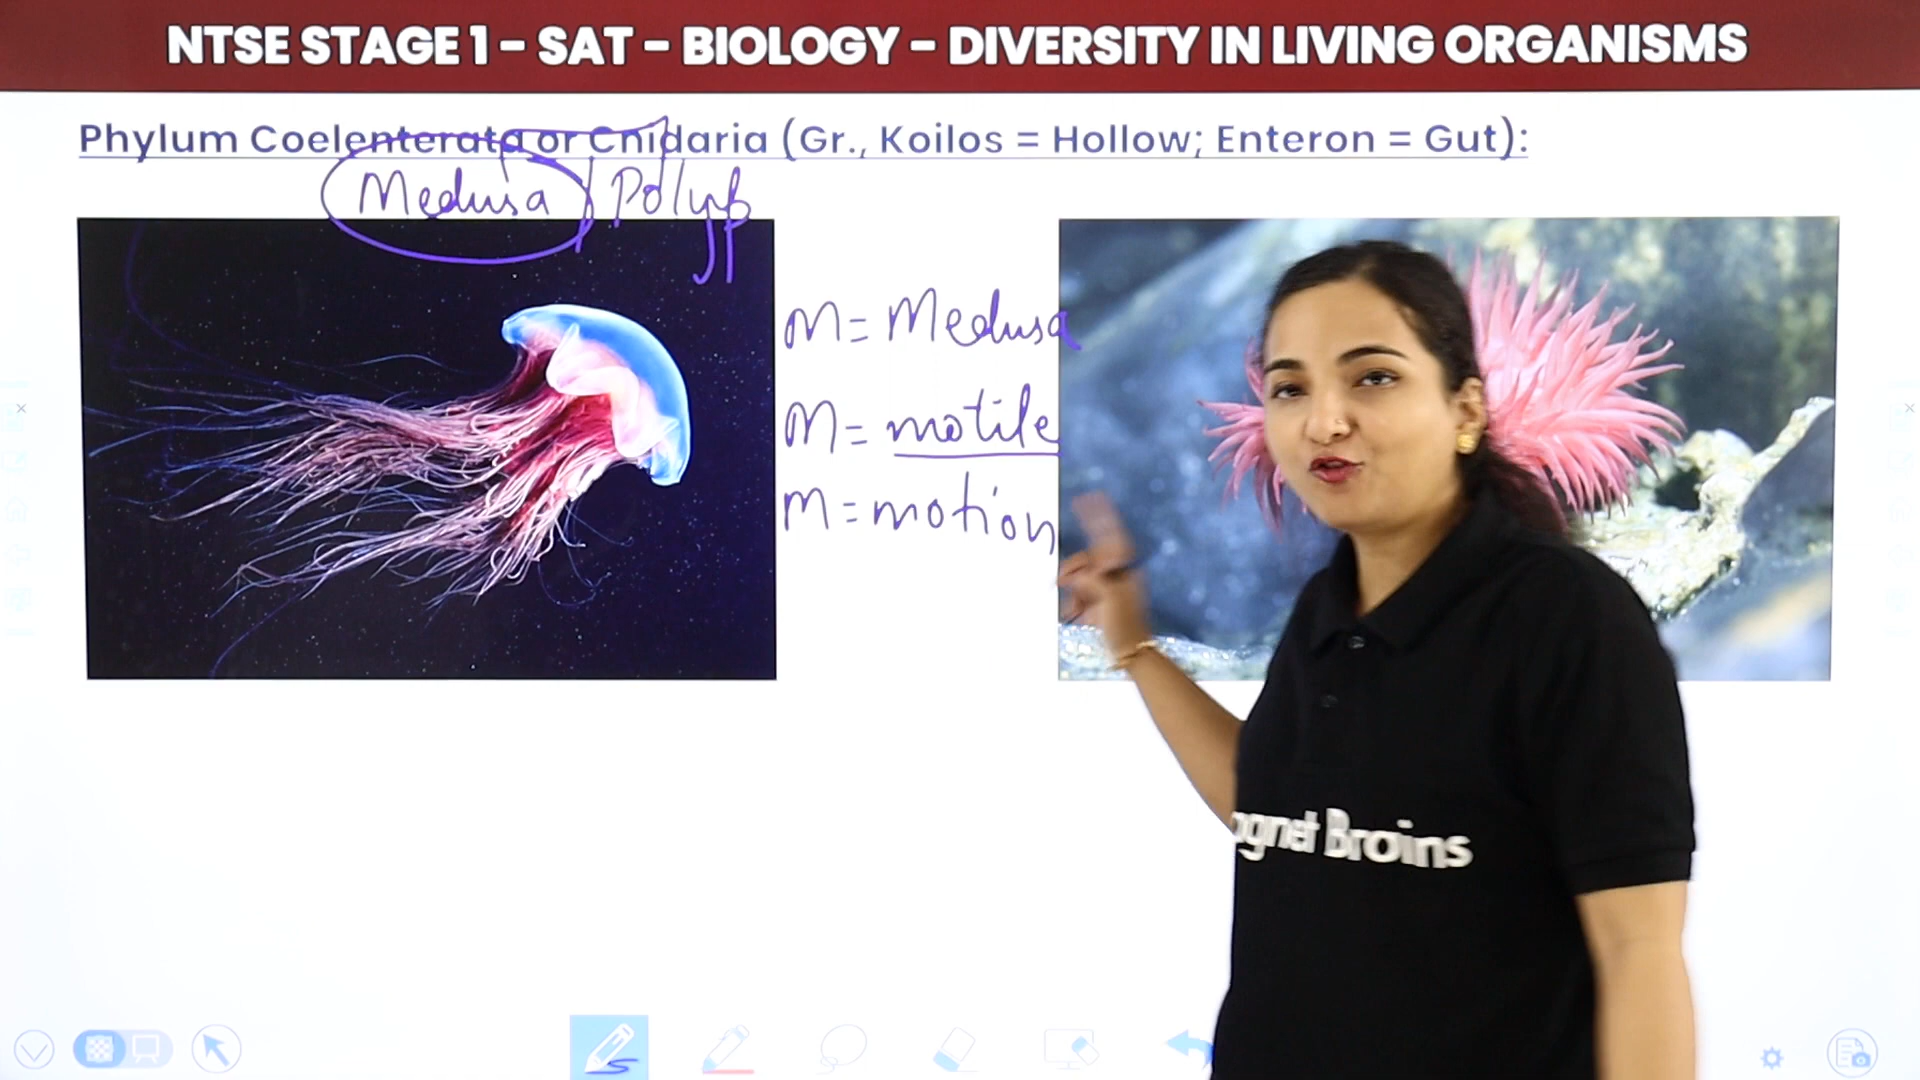 NTSE STAGE 1 – SAT – BIOLOGY – DIVERSITY IN LIVING ORGANISMS
Phylum Coelenterata or Cnidaria (Gr., Koilos = Hollow; Enteron = Gut):
Medusa / Polyp
M = Medusa
M = motile
m = motion
agnet Brains